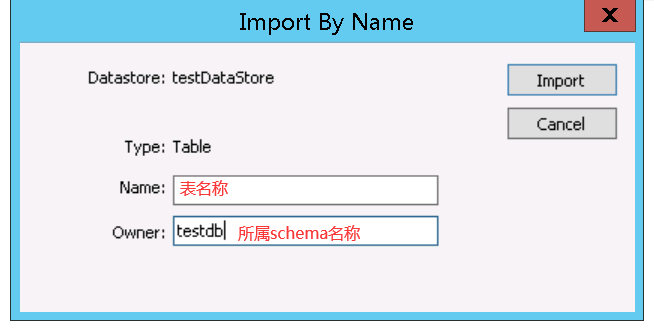 Import By Name
x
Datastore: testDataStore
Import
Cancel
Type: Table
Name: 表名称
Owner: testdb 所属schema名称